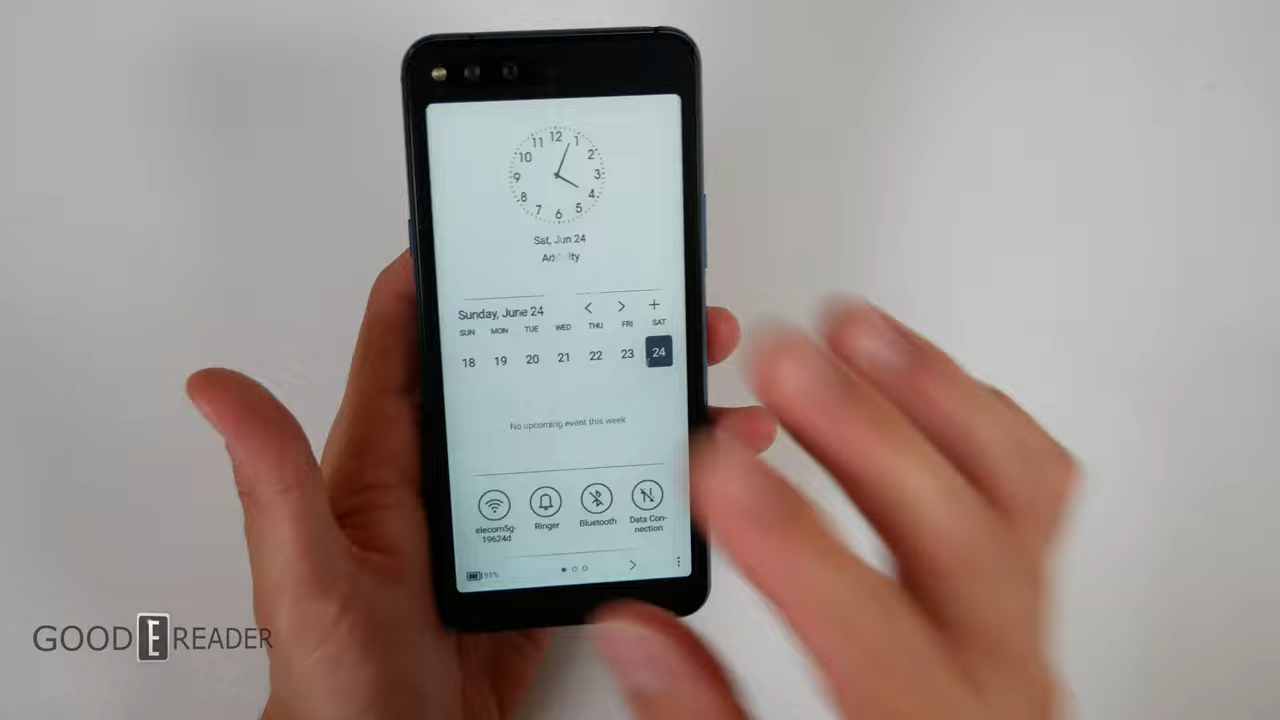 12
11 1
10 2
9 3
8 4
7 5
6
Sat, Jun 24
Sunday, June 24 < > +
SUN MON TUE WED THU FRI SAT
18 19 20 21 22 23 24
No upcoming event this week
elecom5g-
19624d
Ringer
Bluetooth
Data Con-
nection
91%
GOOD E READER